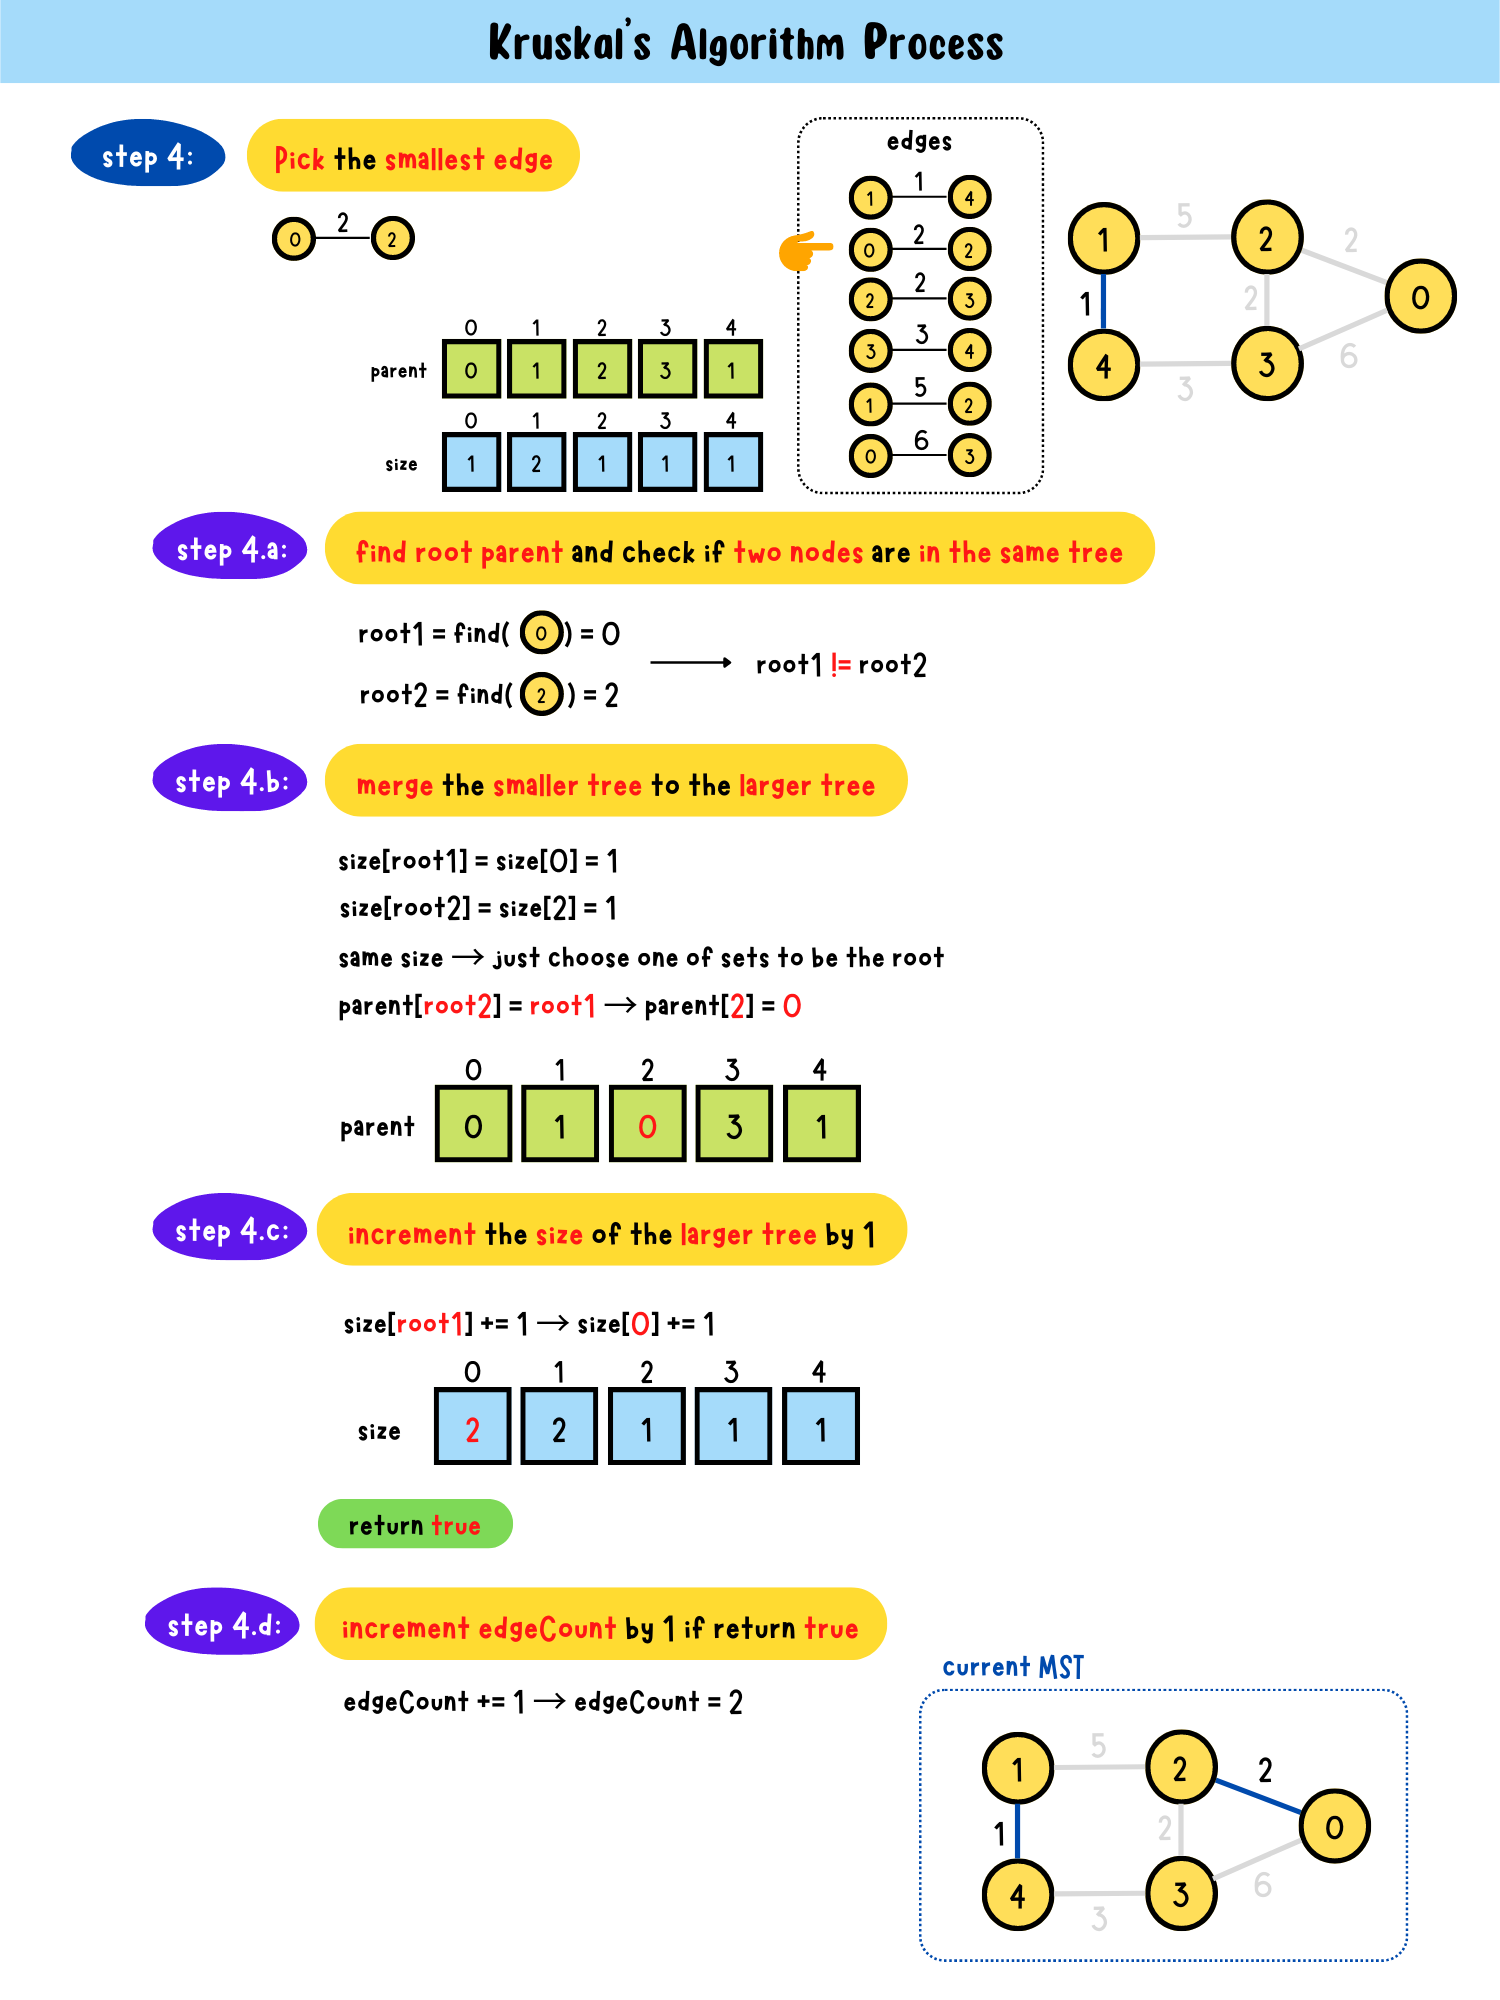 Kruskal's Algorithm Process
step 4:
Pick the smallest edge
0 2 2
edges
1 1 4
0 2 2
2 2 3
3 3 4
1 5 2
0 6 3
1 5 2 2 0
1 2
4 3 3 6
0 1 2 3 4
parent 0 1 2 3 1
0 1 2 3 4
size 1 2 1 1 1
step 4.a:
find root parent and check if two nodes are in the same tree
root1 = find( 0 ) = 0
root2 = find( 2 ) = 2
root1 != root2
step 4.b:
merge the smaller tree to the larger tree
size[root1] = size[0] = 1
size[root2] = size[2] = 1
same size → just choose one of sets to be the root
parent[root2] = root1 → parent[2] = 0
0 1 2 3 4
parent 0 1 0 3 1
step 4.c:
increment the size of the larger tree by 1
size[root1] += 1 → size[0] += 1
0 1 2 3 4
size 2 2 1 1 1
return true
step 4.d:
increment edgeCount by 1 if return true
edgeCount += 1 → edgeCount = 2
current MST
1 5 2 2 0
1 2
4 3 3 6